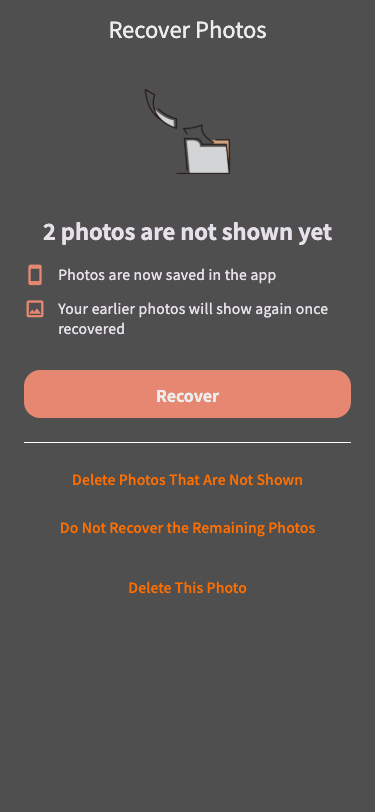 Recover Photos
2 photos are not shown yet
Photos are now saved in the app
Your earlier photos will show again once
recovered
Recover
Delete Photos That Are Not Shown
Do Not Recover the Remaining Photos
Delete This Photo